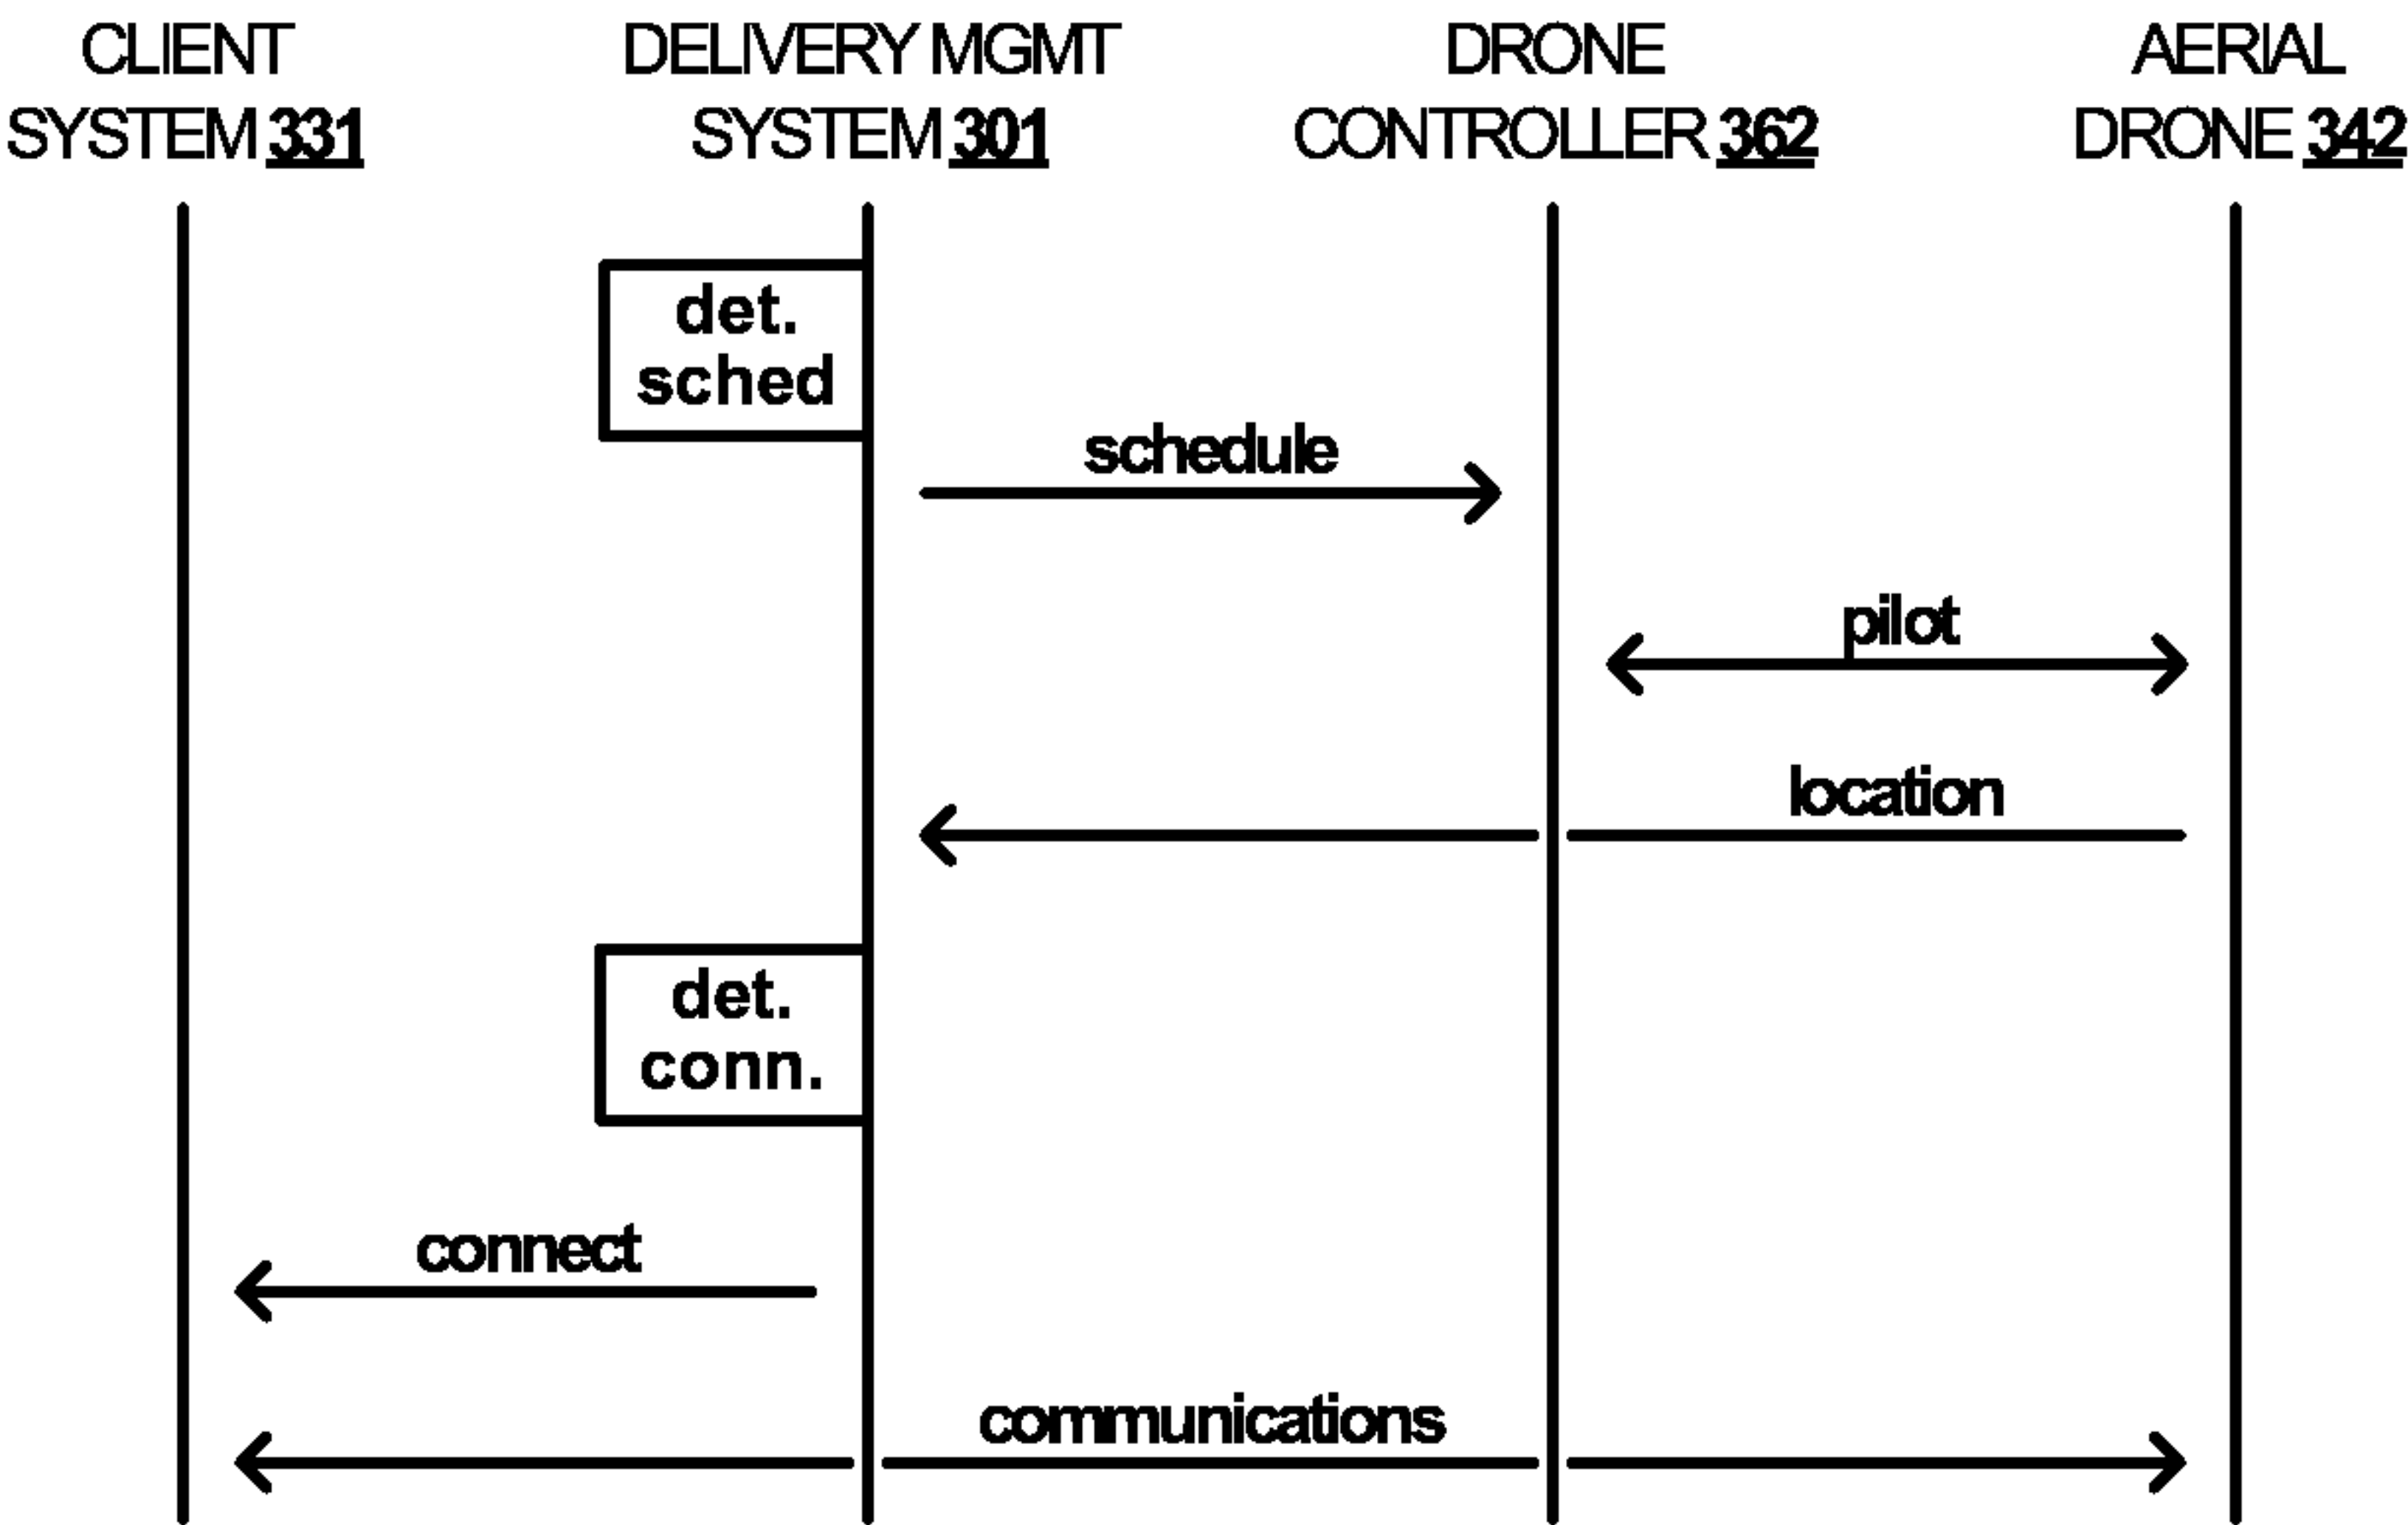 CLIENT
SYSTEM 331
DELIVERY MGMT
SYSTEM 301
DRONE
CONTROLLER 362
AERIAL
DRONE 342
det.
sched
schedule
pilot
location
det.
conn.
connect
communications